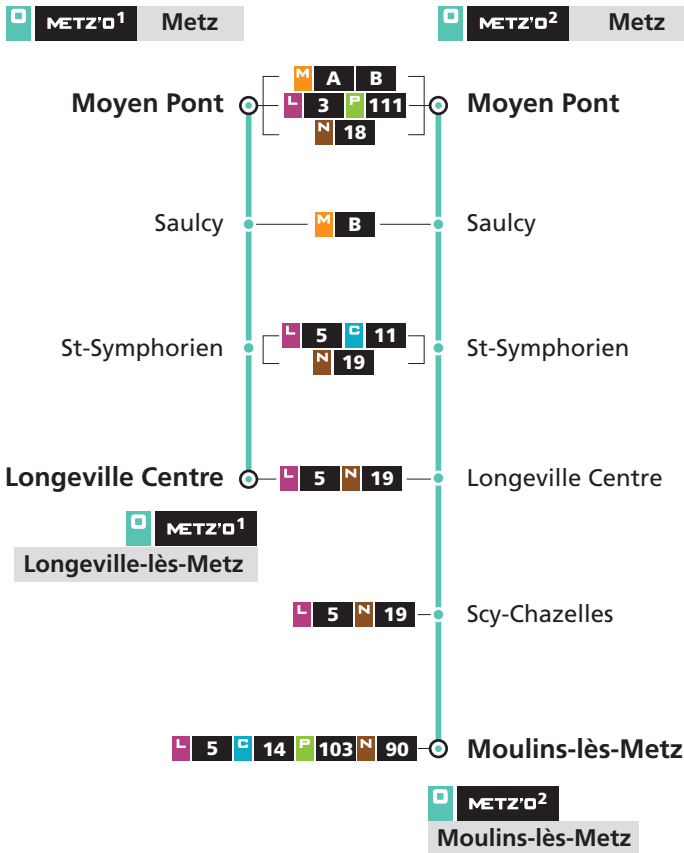 O METZ'O¹ Metz
O METZ'O² Metz
M A B
Moyen Pont L 3 P 111 Moyen Pont
N 18
Saulcy M B Saulcy
L 5 C 11
St-Symphorien St-Symphorien
N 19
Longeville Centre L 5 N 19 Longeville Centre
O METZ'O¹
Longeville-lès-Metz
L 5 N 19 Scy-Chazelles
L 5 C 14 P 103 N 90 Moulins-lès-Metz
O METZ'O²
Moulins-lès-Metz